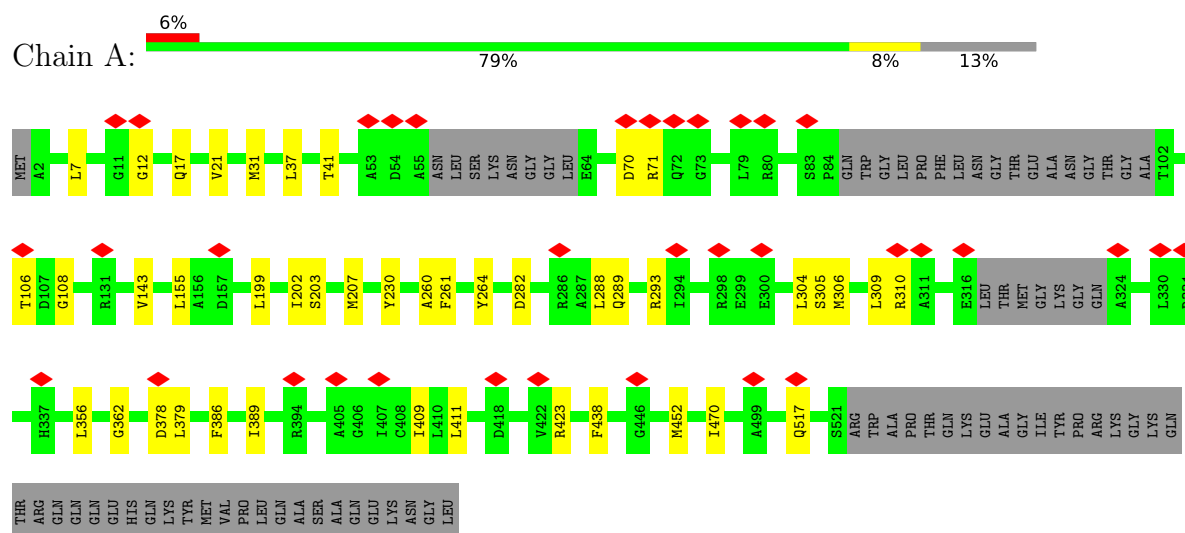 6%
Chain A:
79% 8% 13%
MET A2 L7 G11 G12 Q17 V21 M31 L37 T41 A53 D54 A55 ASN LEU SER LYS ASN GLY GLY LEU E64 D70 R71 Q72 G73 L79 R80 S83 P84 GLN TRP GLY LEU PRO PHE LEU ASN GLY THR GLU ALA ASN GLY THR GLY ALA T102
T106 D107 G108 R131 V143 L155 A156 D157 L199 I202 S203 M207 Y230 A260 F261 Y264 D282 R286 A287 L288 Q289 R293 I294 R298 E299 E300 L304 S305 M306 L309 R310 A311 E316 LEU THR MET GLY LYS GLY GLN A324 L330
H337 L356 G362 D378 L379 F386 I389 R394 A405 G406 I407 C408 I409 L410 L411 D418 V422 R423 F438 G446 M452 I470 A499 Q517 S521 ARG TRP ALA PRO THR GLN LYS GLU ALA GLY ILE TYR PRO ARG LYS GLY LYS GLN
THR ARG GLN GLN GLN GLU HIS GLN LYS TYR MET VAL PRO LEU GLN ALA SER ALA GLN GLU LYS ASN GLY LEU